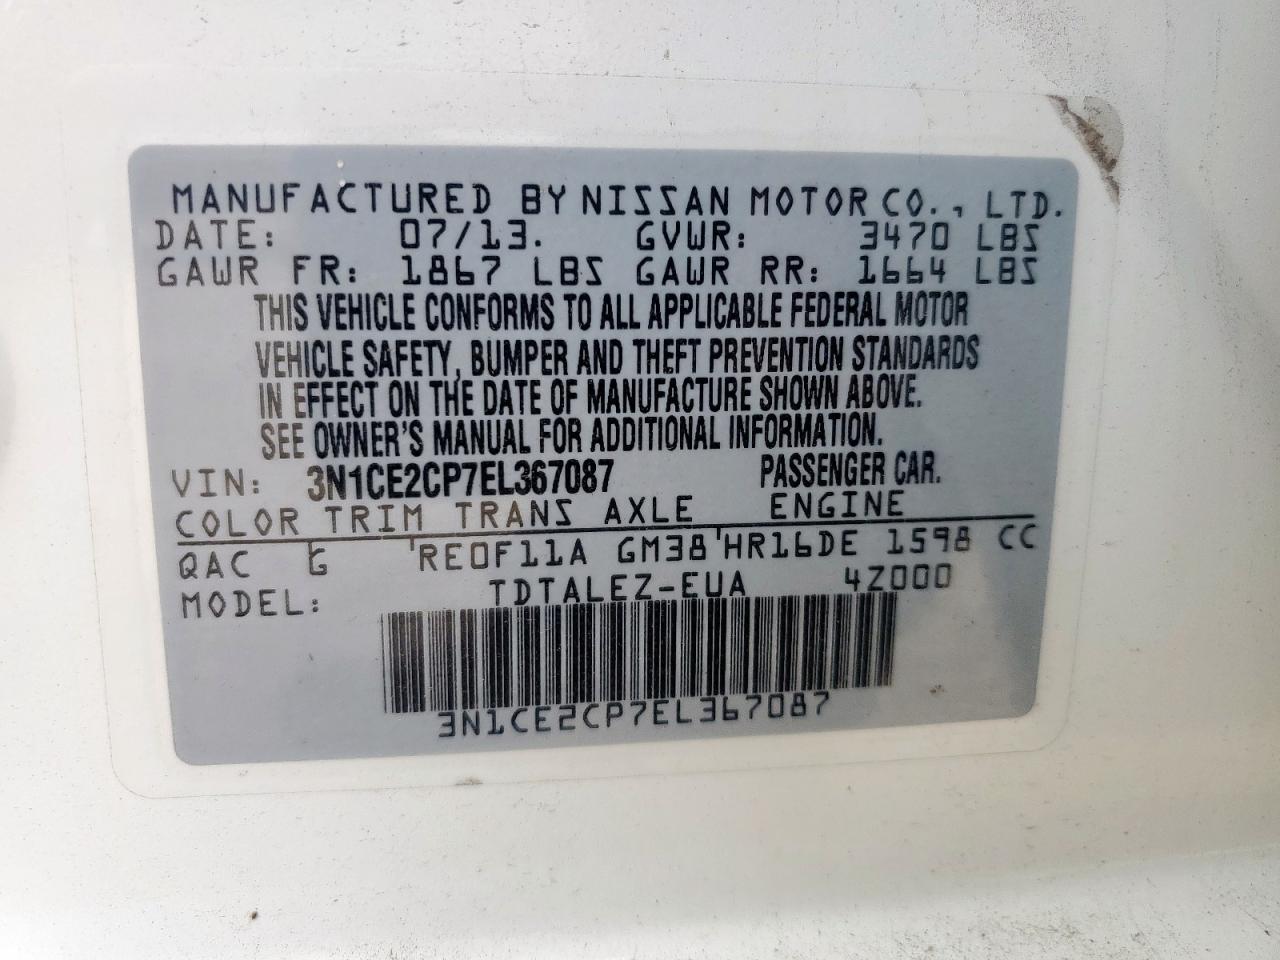 MANUFACTURED BY NISSAN MOTOR CO., LTD.
DATE: 07/13. GVWR: 3470 LBS
GAWR FR: 1867 LBS GAWR RR: 1664 LBS
THIS VEHICLE CONFORMS TO ALL APPLICABLE FEDERAL MOTOR
VEHICLE SAFETY, BUMPER AND THEFT PREVENTION STANDARDS
IN EFFECT ON THE DATE OF MANUFACTURE SHOWN ABOVE.
SEE OWNER'S MANUAL FOR ADDITIONAL INFORMATION.
VIN: 3N1CE2CP7EL367087 PASSENGER CAR.
COLOR TRIM TRANS AXLE ENGINE
QAC G RE0F11A GM38 HR16DE 1598 CC
MODEL: TDTALEZ-EUA 4Z000
3N1CE2CP7EL367087